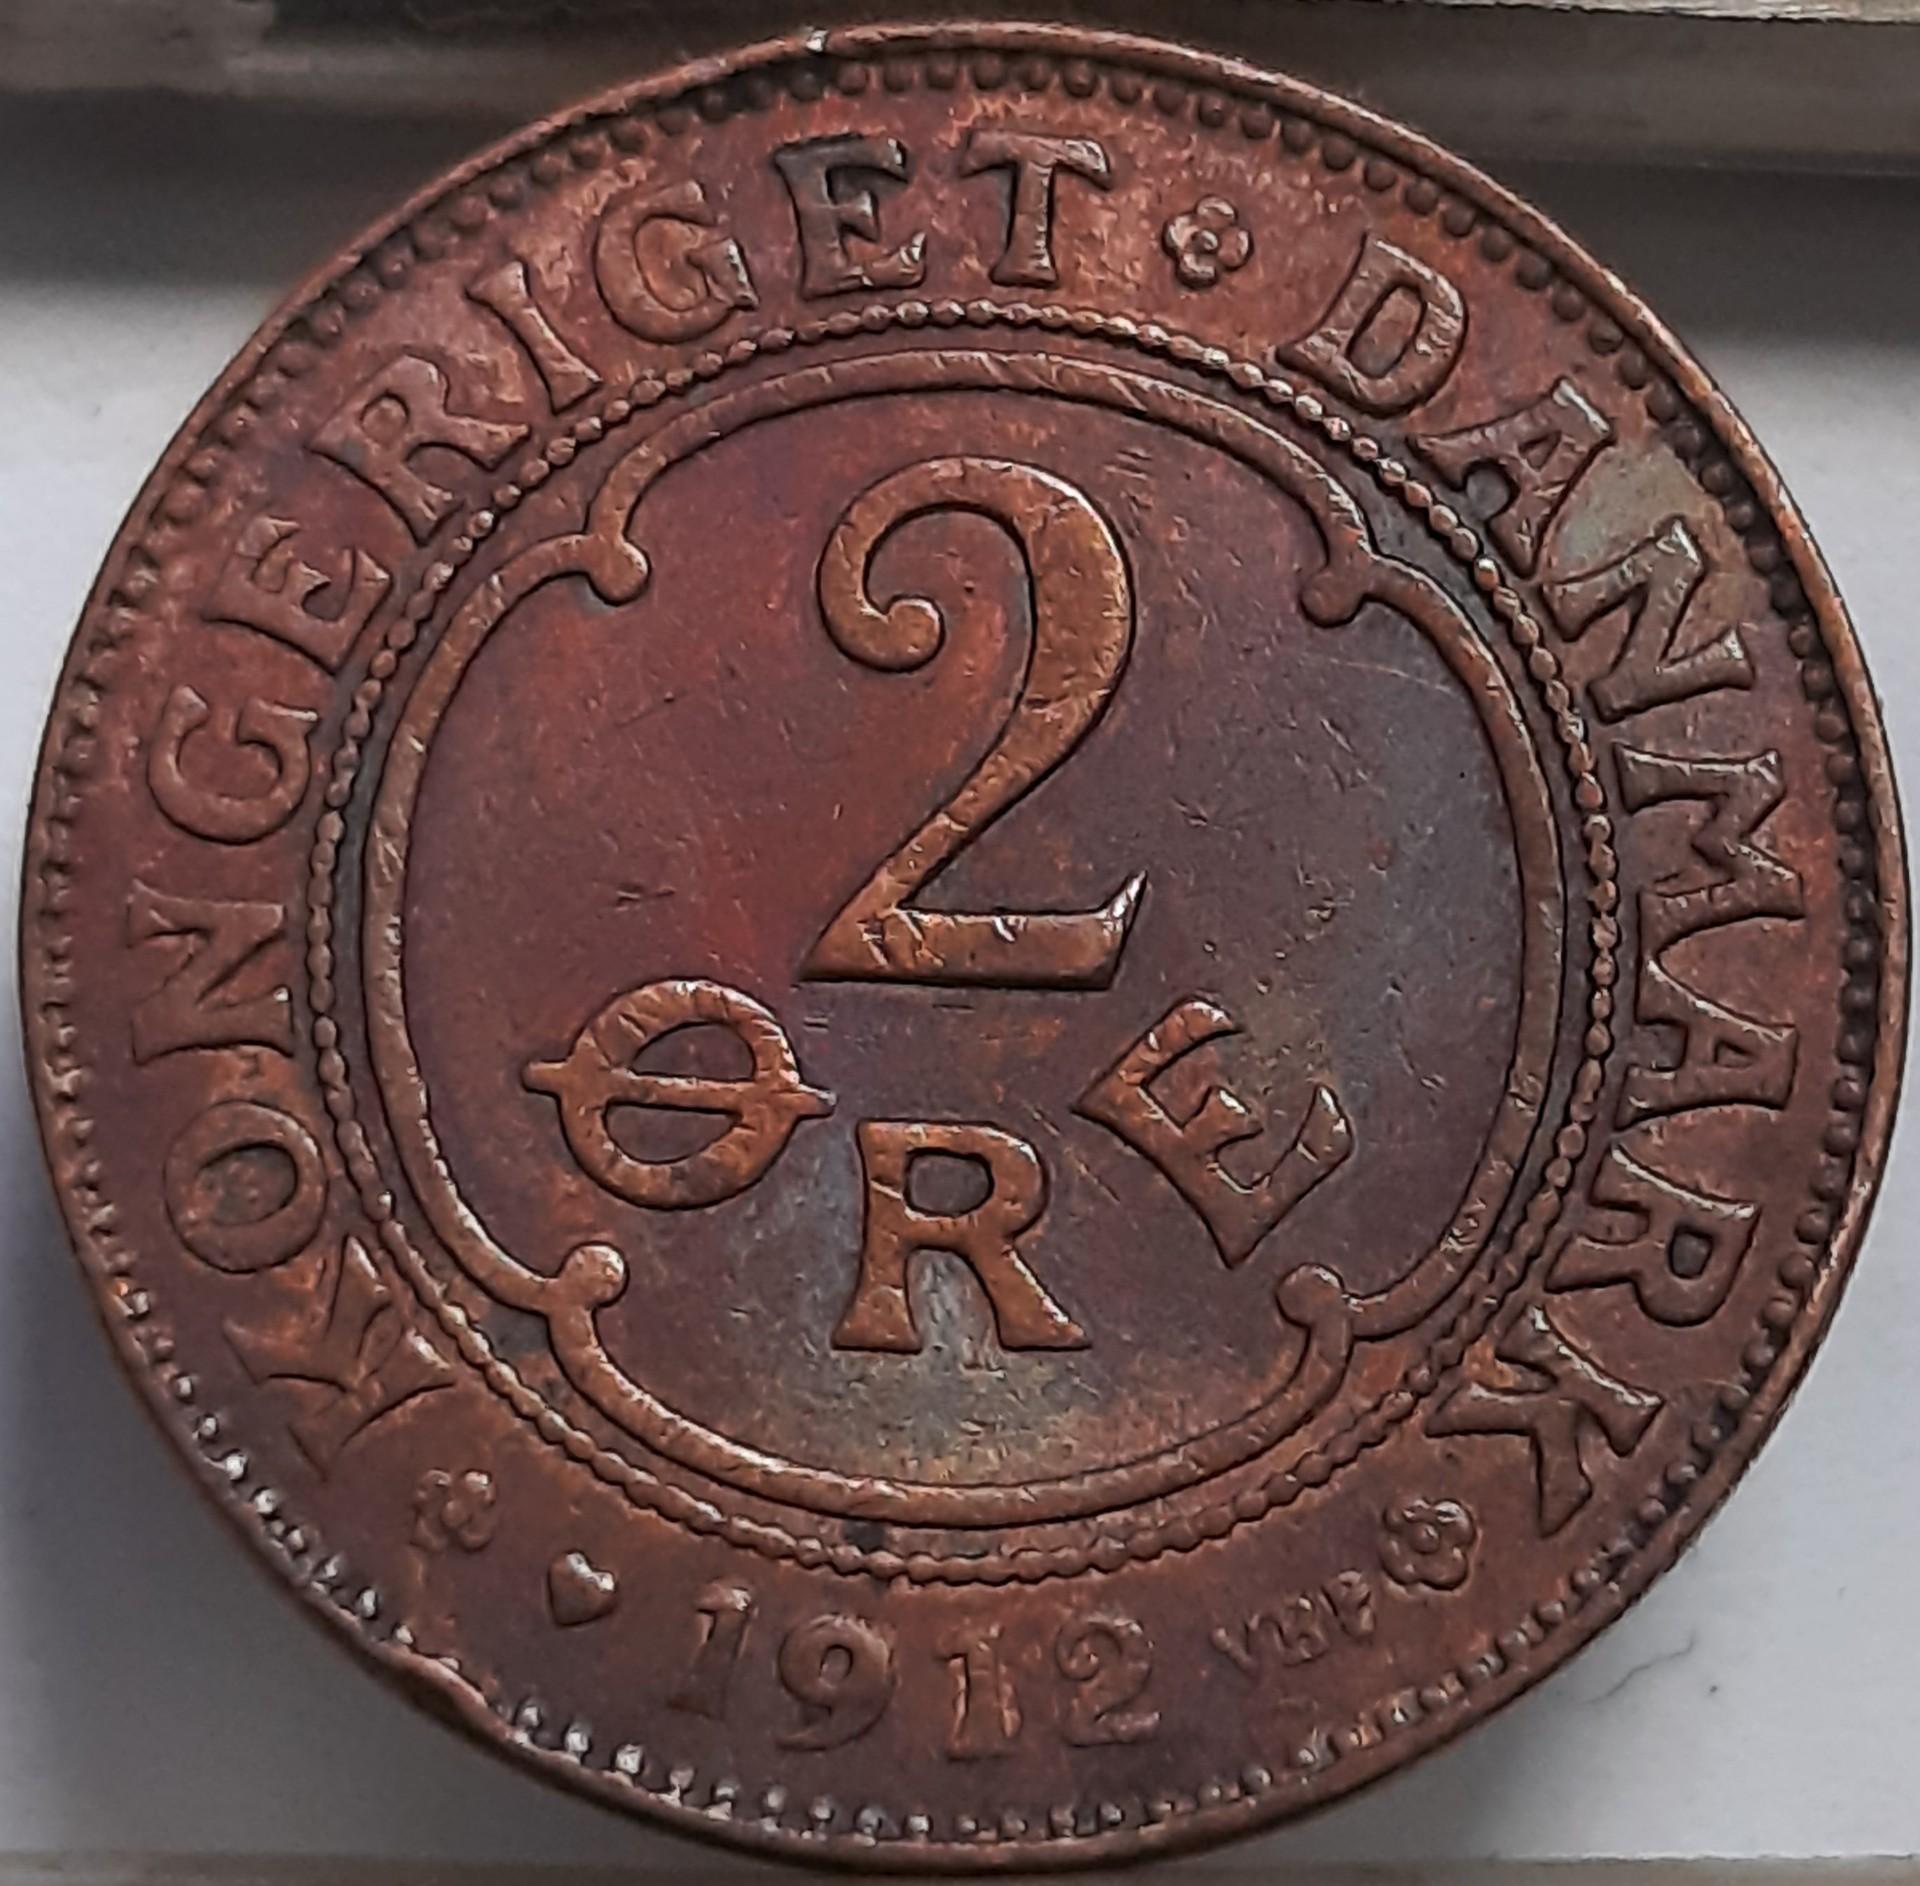 KONGERIGET DANMARK
2
ØRE
1912 VBP